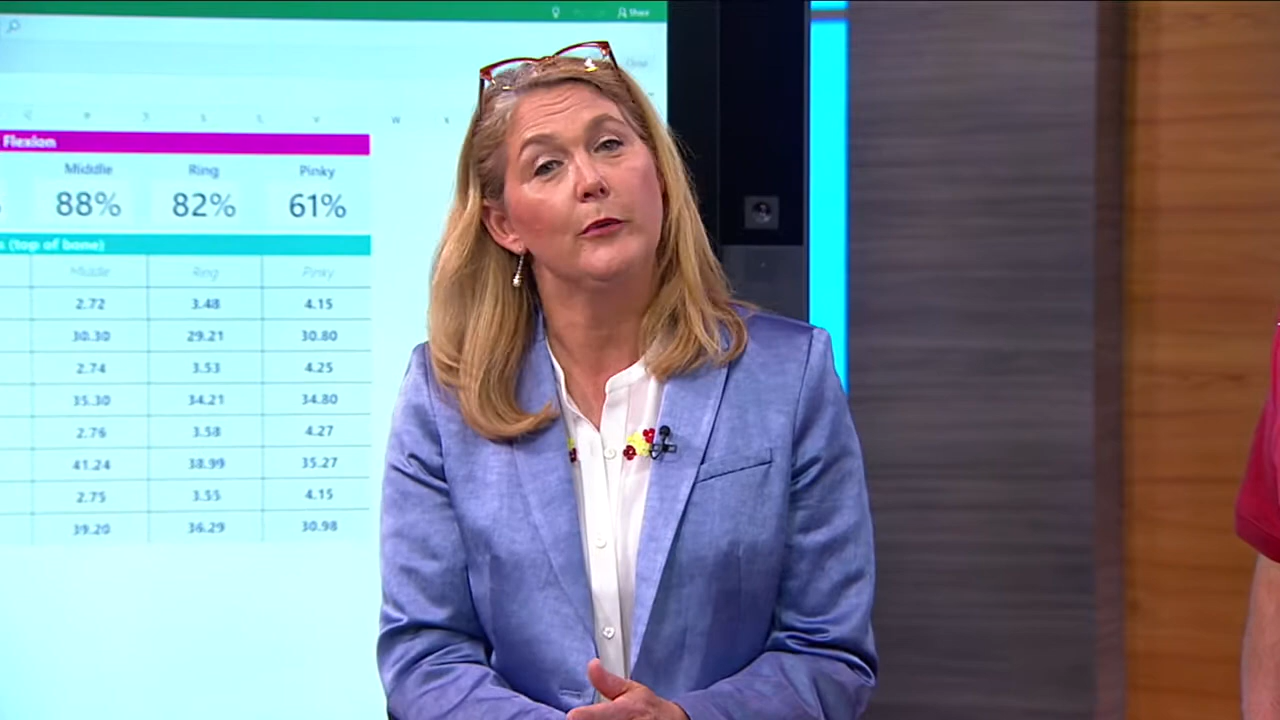 Share
W
Flexion
Middle Ring Pinky
88% 82% 61%
(top of bone)
Middle Ring Pinky
2.72 3.48 4.15
30.30 29.21 30.80
2.74 3.53 4.25
35.30 34.21 34.80
2.76 3.58 4.27
41.24 38.99 35.27
2.75 3.55 4.15
39.20 36.29 30.98